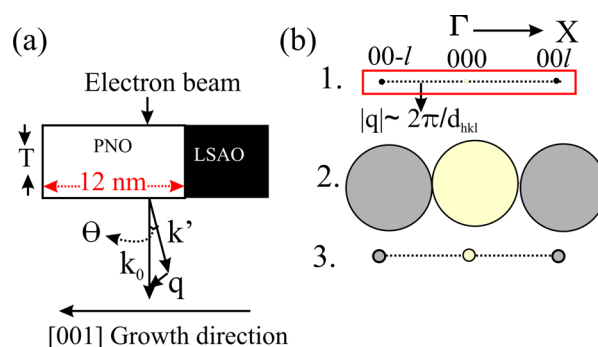 (a)
Electron beam
T
PNO
LSAO
12 nm
Θ
k'
k₀
q
[001] Growth direction
(b)
Γ X
00-l 000 00l
1.
|q|~ 2π/dₕₖₗ
2.
3.